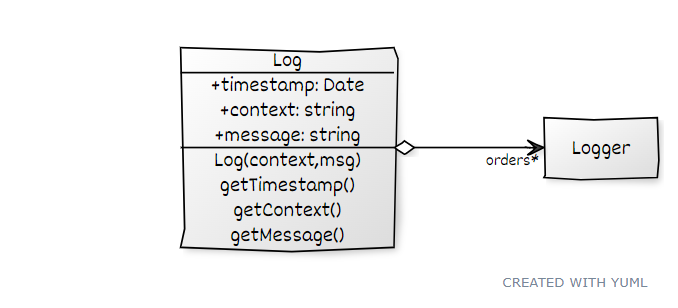 Log
+timestamp: Date
+context: string
+message: string
Log(context,msg)
getTimestamp()
getContext()
getMessage()
orders*
Logger
CREATED WITH YUML